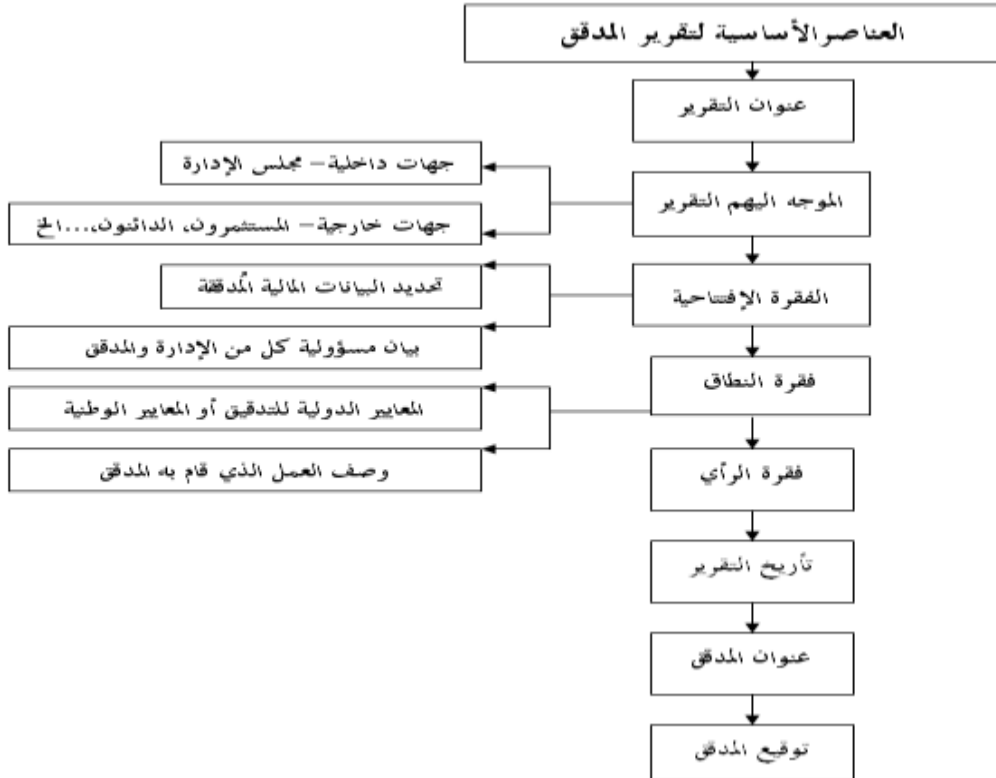 العناصر الأساسية لتقرير المدقق
عنوان التقرير
الموجه اليهم التقرير
جهات داخلية – مجلس الإدارة
جهات خارجية – المستثمرون، الدائنون،...الخ
الفقرة الإفتتاحية
تحديد البيانات المالية المُدققة
بيان مسؤولية كل من الإدارة والمدقق
فقرة النطاق
المعايير الدولية للتدقيق أو المعايير الوطنية
وصف العمل الذي قام به المدقق
فقرة الرأي
تأريخ التقرير
عنوان المدقق
توقيع المدقق